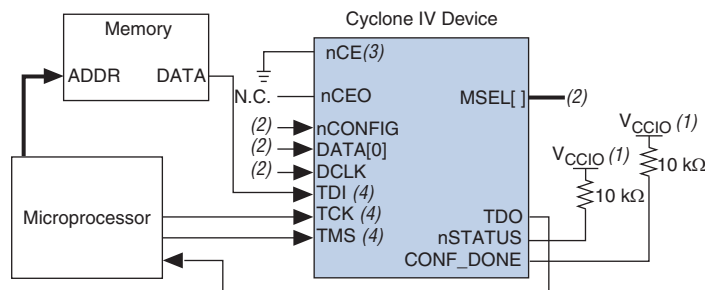 Cyclone IV Device
Memory
ADDR DATA
nCE(3)
N.C. nCEO
MSEL[ ] (2)
(2) nCONFIG
(2) DATA[0]
(2) DCLK
TDI (4)
TCK (4)
TMS (4)
Microprocessor
TDO
nSTATUS
CONF_DONE
VCCIO (1)
10 kΩ
VCCIO (1)
10 kΩ